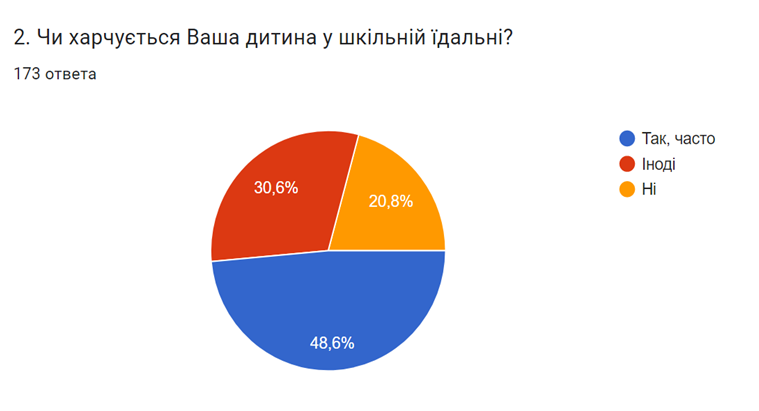 2. Чи харчується Ваша дитина у шкільній їдальні?
173 ответа
Так, часто
Іноді
Ні
30,6%
20,8%
48,6%